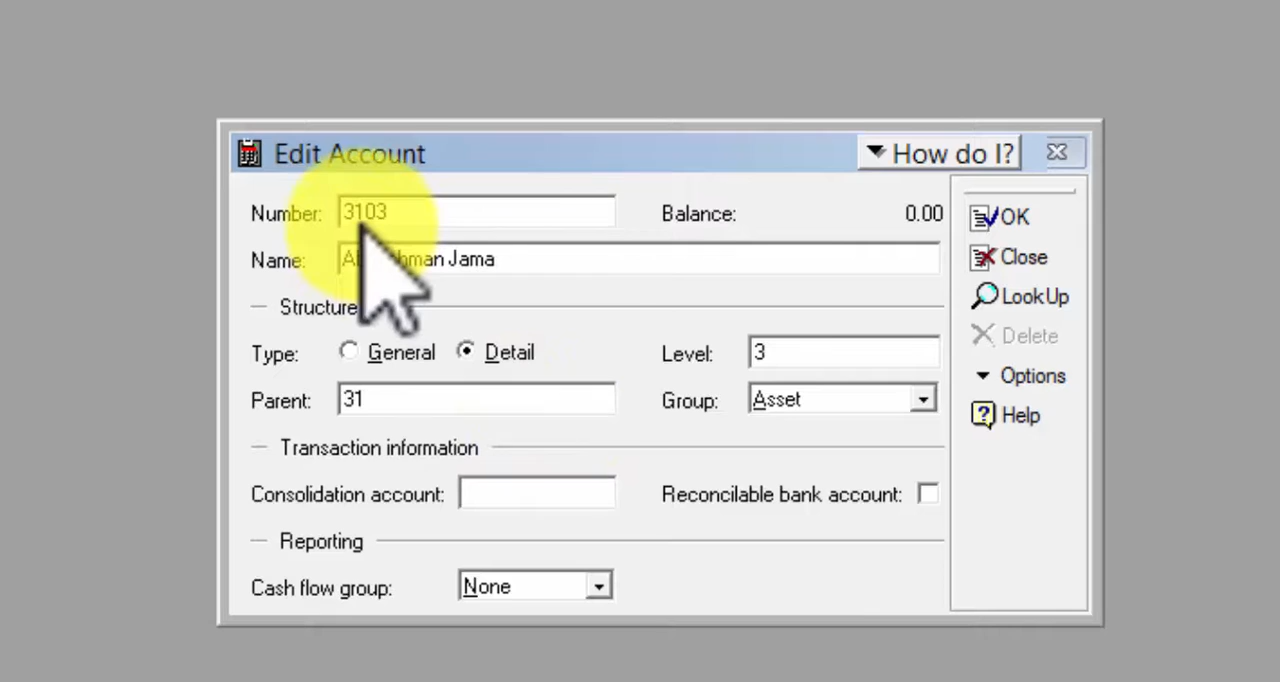 Edit Account
How do I?
Number: 3103
Balance: 0.00
Name: Jama
Structure
Type: General Detail
Level: 3
Parent: 31
Group: Asset
Transaction information
Consolidation account:
Reconcilable bank account:
Reporting
Cash flow group: None
OK
Close
LookUp
Delete
Options
Help